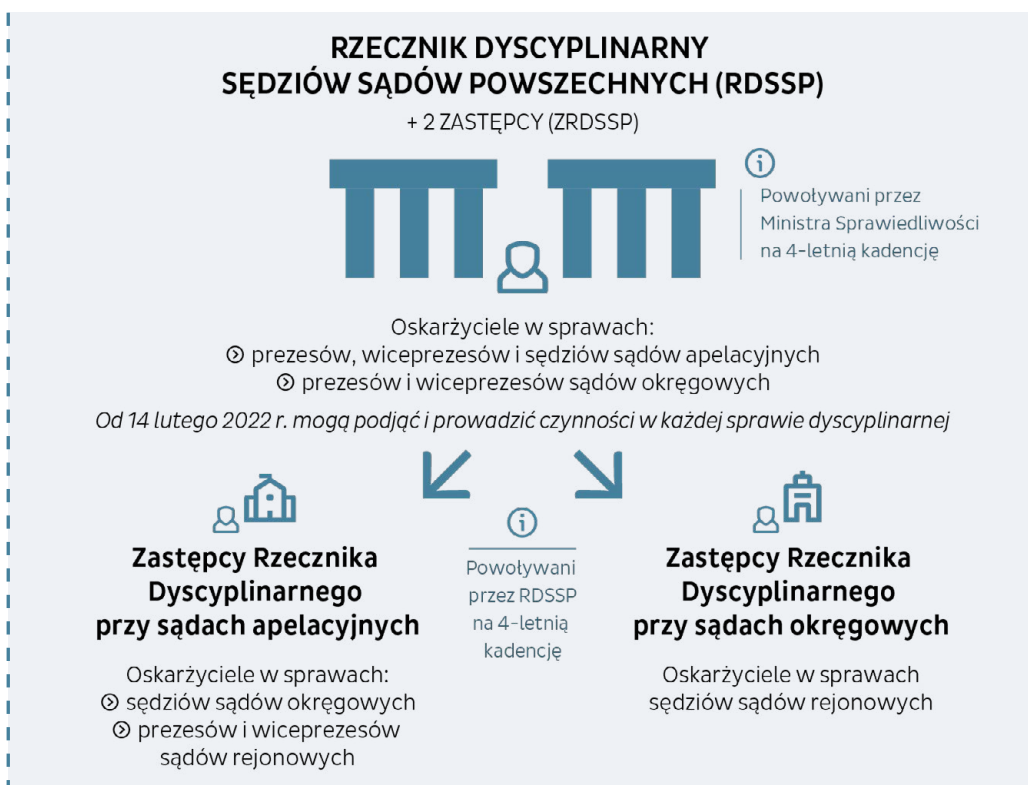 RZECZNIK DYSCYPLINARNY
SĘDZIÓW SĄDÓW POWSZECHNYCH (RDSSP)
+ 2 ZASTĘPCY (ZRDSSP)
Powoływani przez
Ministra Sprawiedliwości
na 4-letnią kadencję
Oskarżyciele w sprawach:
prezesów, wiceprezesów i sędziów sądów apelacyjnych
prezesów i wiceprezesów sądów okręgowych
Od 14 lutego 2022 r. mogą podjąć i prowadzić czynności w każdej sprawie dyscyplinarnej
Zastępcy Rzecznika
Dyscyplinarnego
przy sądach apelacyjnych
Oskarżyciele w sprawach:
sędziów sądów okręgowych
prezesów i wiceprezesów
sądów rejonowych
Powoływani
przez RDSSP
na 4-letnią
kadencję
Zastępcy Rzecznika
Dyscyplinarnego
przy sądach okręgowych
Oskarżyciele w sprawach
sędziów sądów rejonowych